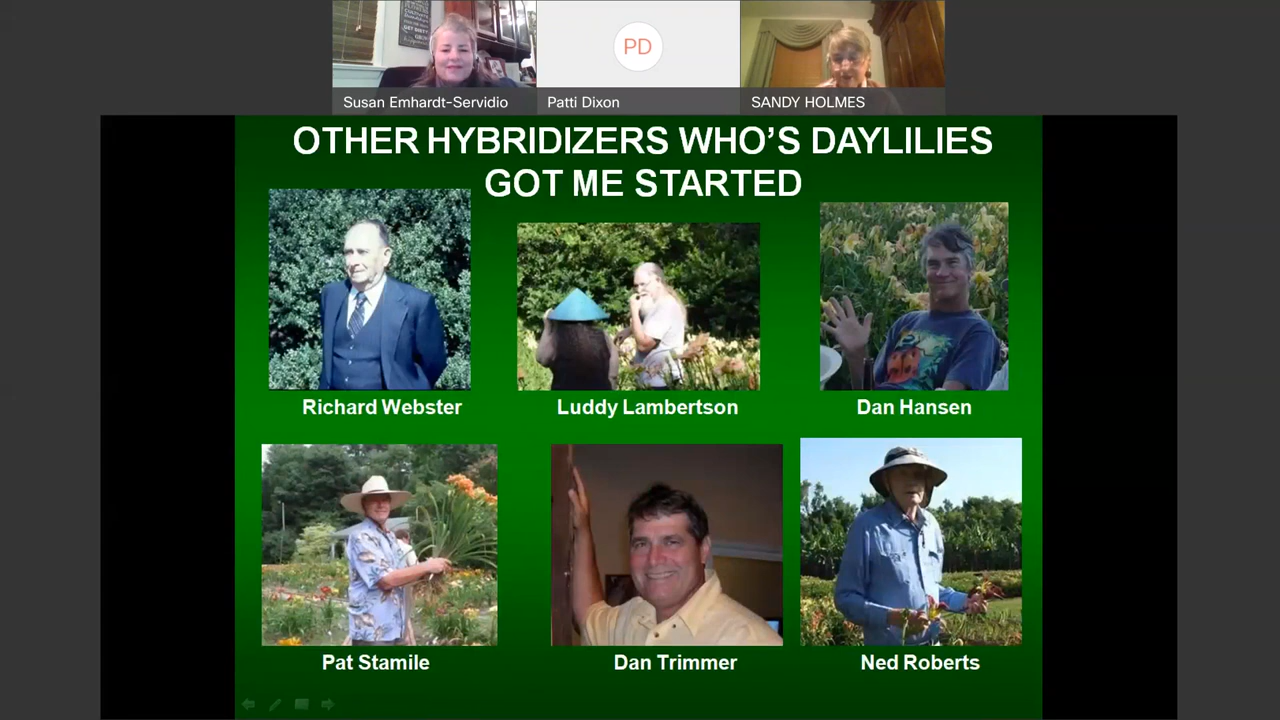 PD
Susan Emhardt-Servidio
Patti Dixon
SANDY HOLMES
OTHER HYBRIDIZERS WHO'S DAYLILIES
GOT ME STARTED
Richard Webster
Luddy Lambertson
Dan Hansen
Pat Stamile
Dan Trimmer
Ned Roberts